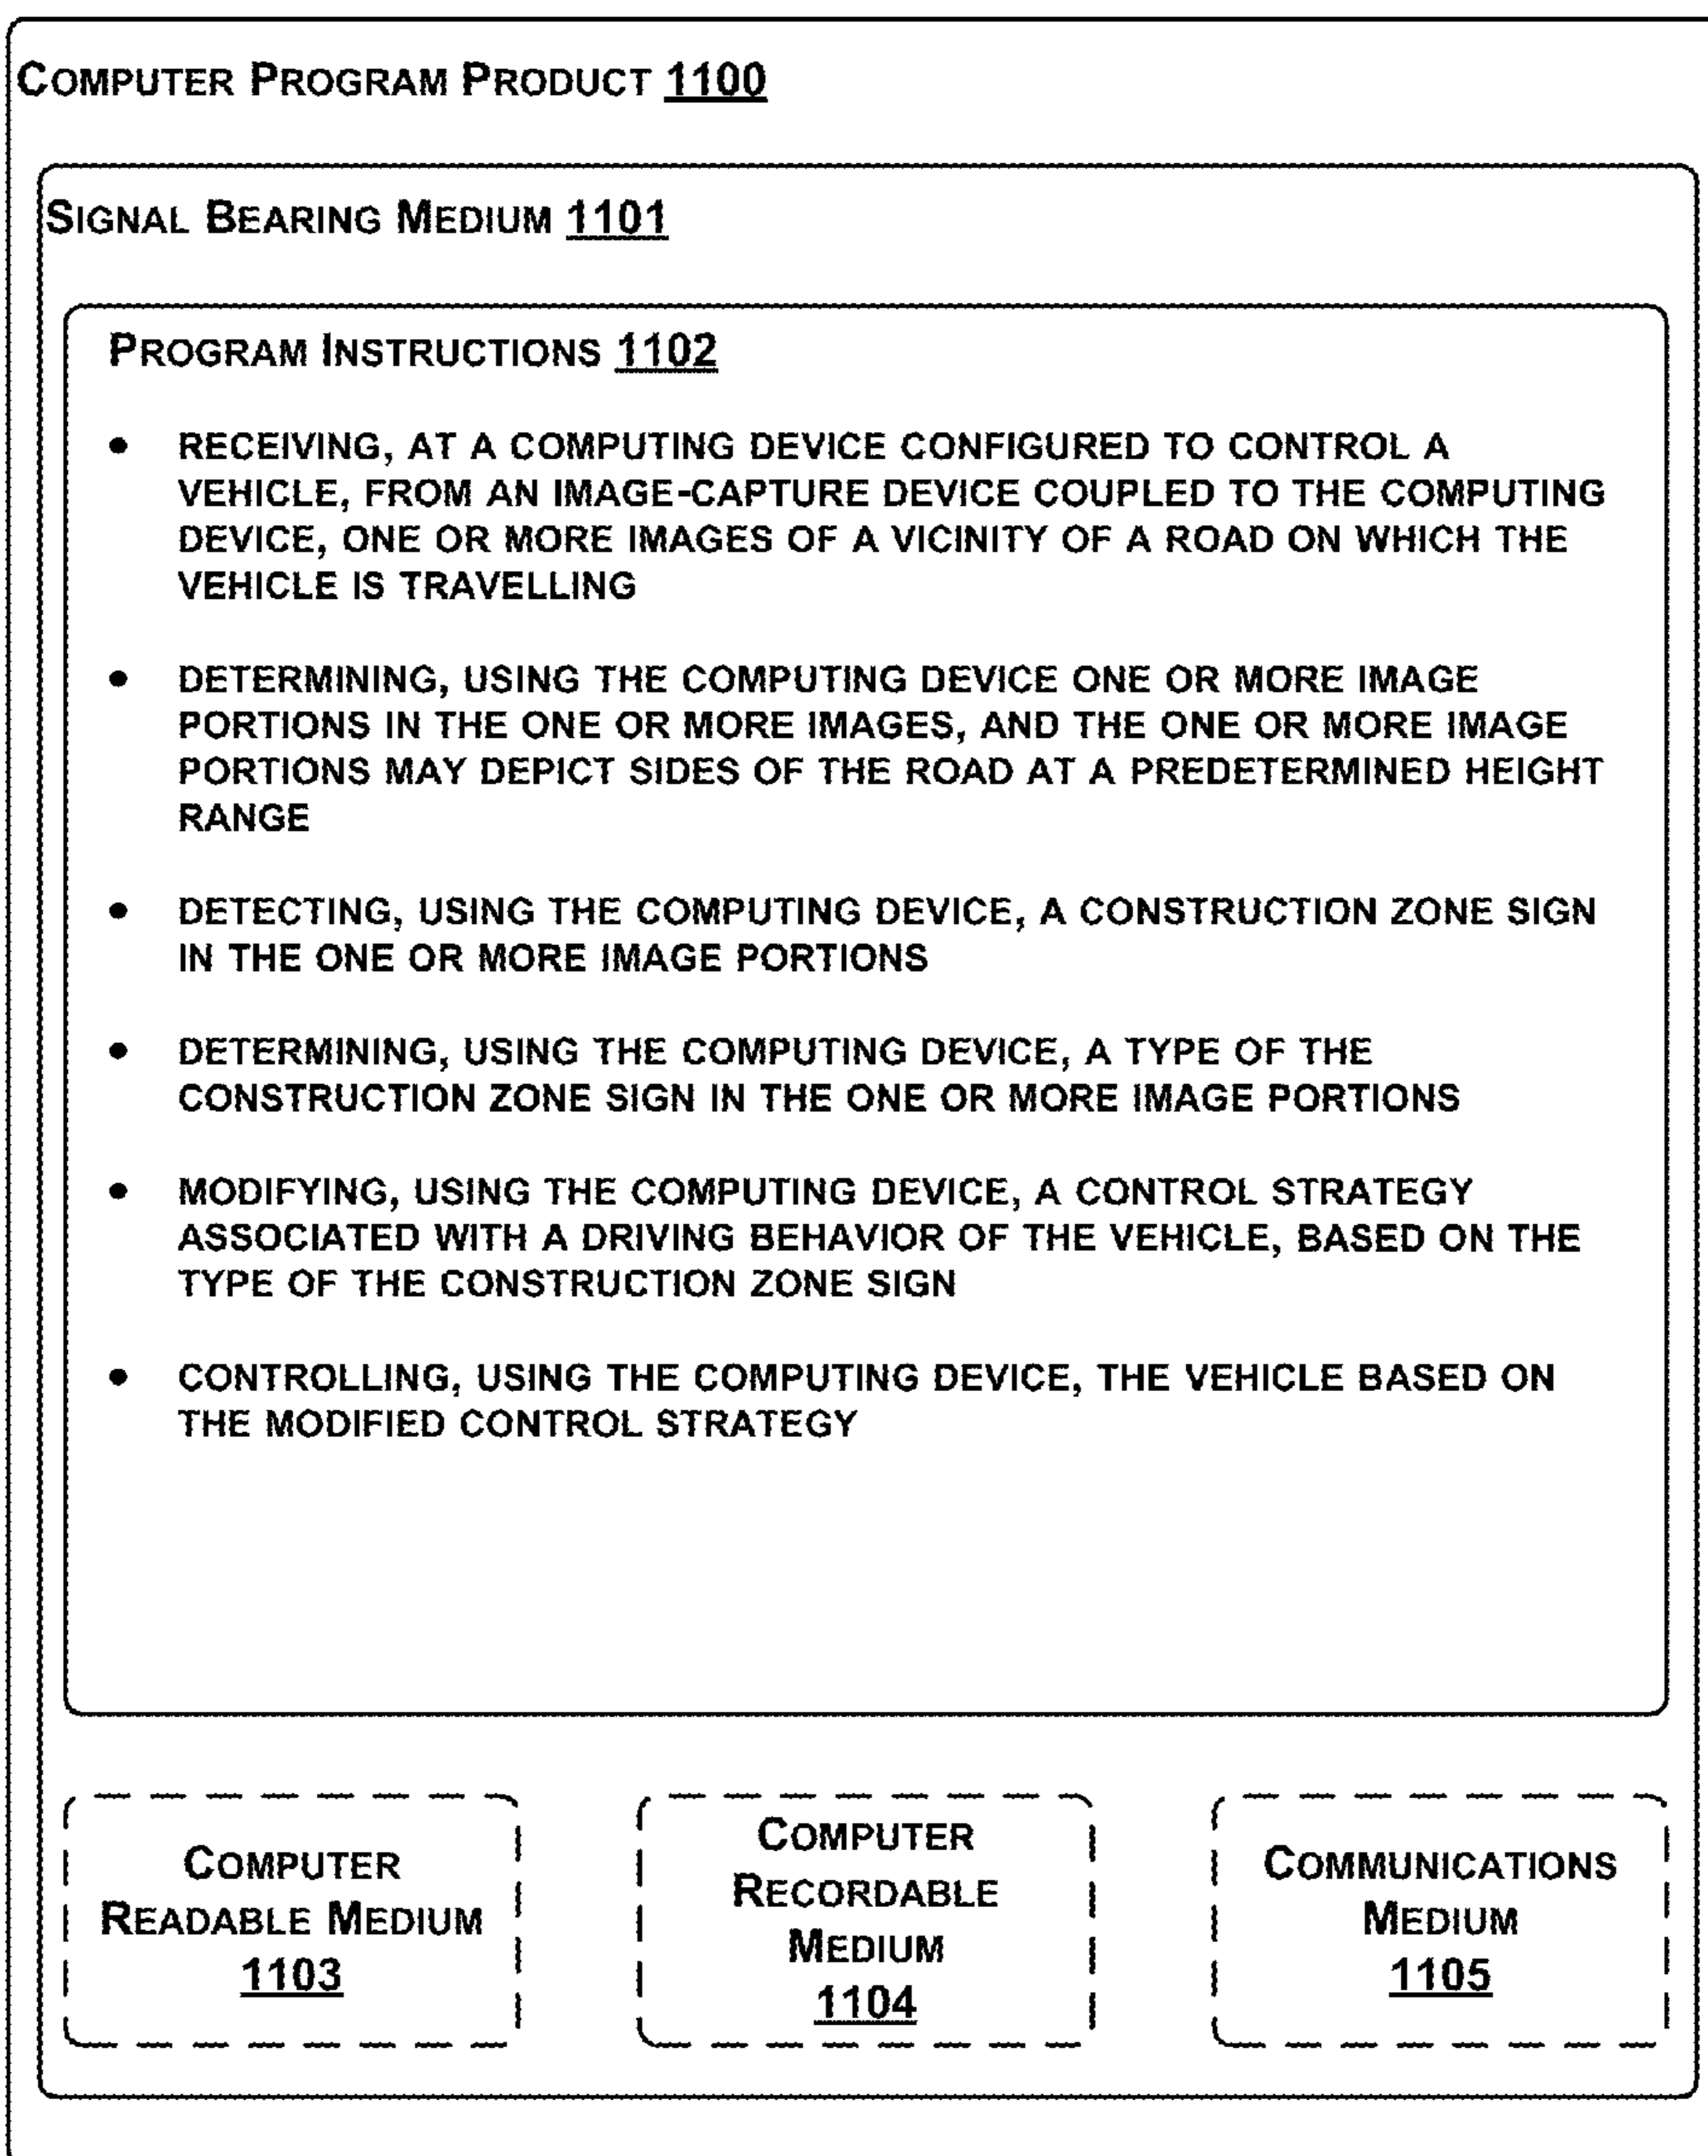 COMPUTER PROGRAM PRODUCT 1100
SIGNAL BEARING MEDIUM 1101
PROGRAM INSTRUCTIONS 1102
• RECEIVING, AT A COMPUTING DEVICE CONFIGURED TO CONTROL A
VEHICLE, FROM AN IMAGE-CAPTURE DEVICE COUPLED TO THE COMPUTING
DEVICE, ONE OR MORE IMAGES OF A VICINITY OF A ROAD ON WHICH THE
VEHICLE IS TRAVELLING
• DETERMINING, USING THE COMPUTING DEVICE ONE OR MORE IMAGE
PORTIONS IN THE ONE OR MORE IMAGES, AND THE ONE OR MORE IMAGE
PORTIONS MAY DEPICT SIDES OF THE ROAD AT A PREDETERMINED HEIGHT
RANGE
• DETECTING, USING THE COMPUTING DEVICE, A CONSTRUCTION ZONE SIGN
IN THE ONE OR MORE IMAGE PORTIONS
• DETERMINING, USING THE COMPUTING DEVICE, A TYPE OF THE
CONSTRUCTION ZONE SIGN IN THE ONE OR MORE IMAGE PORTIONS
• MODIFYING, USING THE COMPUTING DEVICE, A CONTROL STRATEGY
ASSOCIATED WITH A DRIVING BEHAVIOR OF THE VEHICLE, BASED ON THE
TYPE OF THE CONSTRUCTION ZONE SIGN
• CONTROLLING, USING THE COMPUTING DEVICE, THE VEHICLE BASED ON
THE MODIFIED CONTROL STRATEGY
COMPUTER
READABLE MEDIUM
1103
COMPUTER
RECORDABLE
MEDIUM
1104
COMMUNICATIONS
MEDIUM
1105